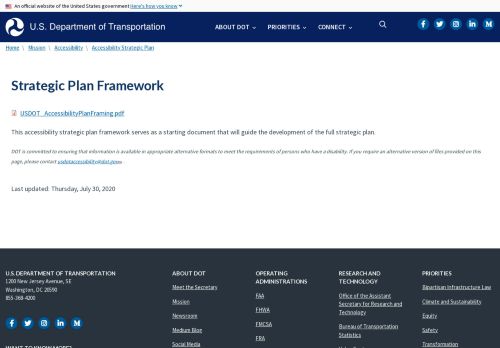 An official website of the United States government Here's how you know
U.S. Department of Transportation
ABOUT DOT
PRIORITIES
CONNECT
Home \ Mission \ Accessibility \ Accessibility Strategic Plan
Strategic Plan Framework
USDOT_AccessibilityPlanFraming.pdf
This accessibility strategic plan framework serves as a starting document that will guide the development of the full strategic plan.
DOT is committed to ensuring that information is available in appropriate alternative formats to meet the requirements of persons who have a disability. If you require an alternative version of files provided on
page, please contact usdotaccessibility@dot.gov
Last updated: Thursday, July 30, 2020
U.S. DEPARTMENT OF TRANSPORTATION
1200 New Jersey Avenue, SE
Washington, DC 20590
855-368-4200
WANT TO KNOW MORE?
ABOUT DOT
Meet the Secretary
Mission
Newsroom
Medium Blog
Social Media
OPERATING
ADMINISTRATIONS
FAA
FHWA
FMCSA
FRA
RESEARCH AND
TECHNOLOGY
Office of the Assistant
Secretary for Research and
Technology
Bureau of Transportation
Statistics
PRIORITIES
Bipartisan Infrastructure Law
Climate and Sustainability
Equity
Safety
Transformation